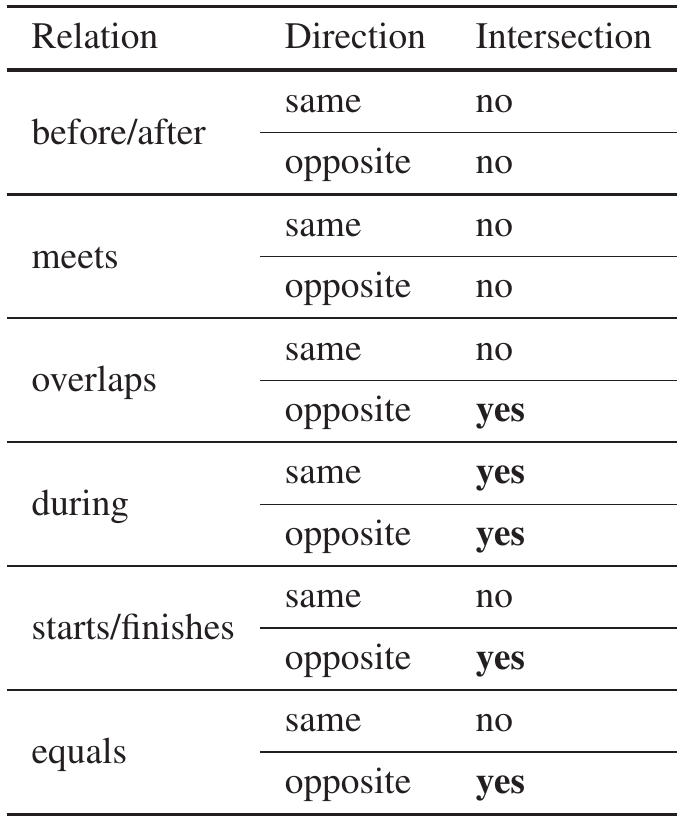 Relation Direction Intersection
before/after
same no
opposite no
meets
same no
opposite no
overlaps
same no
opposite yes
during
same yes
opposite yes
starts/finishes
same no
opposite yes
equals
same no
opposite yes